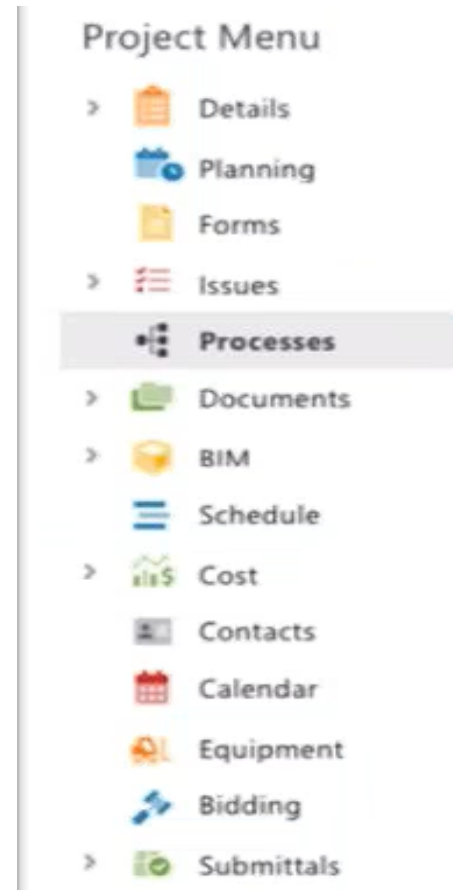 Project Menu
Details
Planning
Forms
Issues
Processes
Documents
BIM
Schedule
Cost
Contacts
Calendar
Equipment
Bidding
Submittals